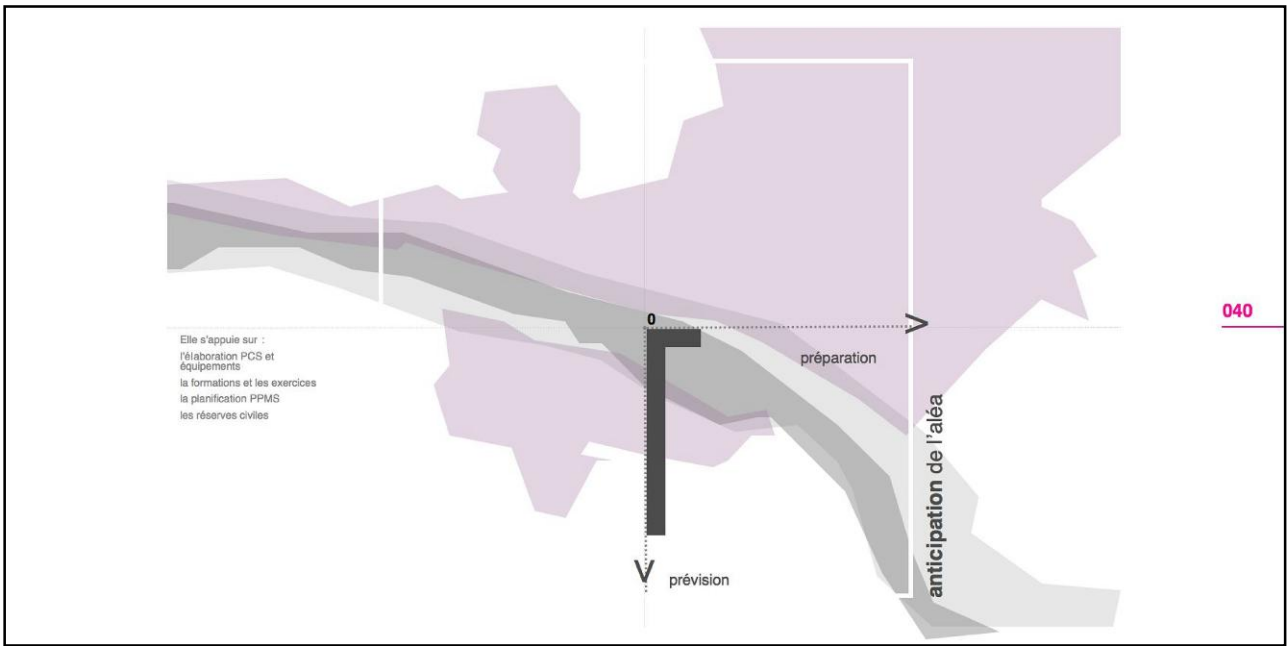 040
0
Elle s'appuie sur :
l'élaboration PCS et
équipements
la formations et les exercices
la planification PPMS
les réserves civiles
préparation
anticipation de l'aléa
prévision